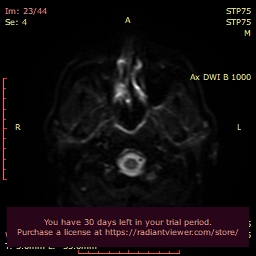 Im: 23/44
Se: 4
A
STP75
STP75
M
Ax DWI B 1000
R
L
You have 30 days left in your trial period.
Purchase a license at https://radiantviewer.com/store/